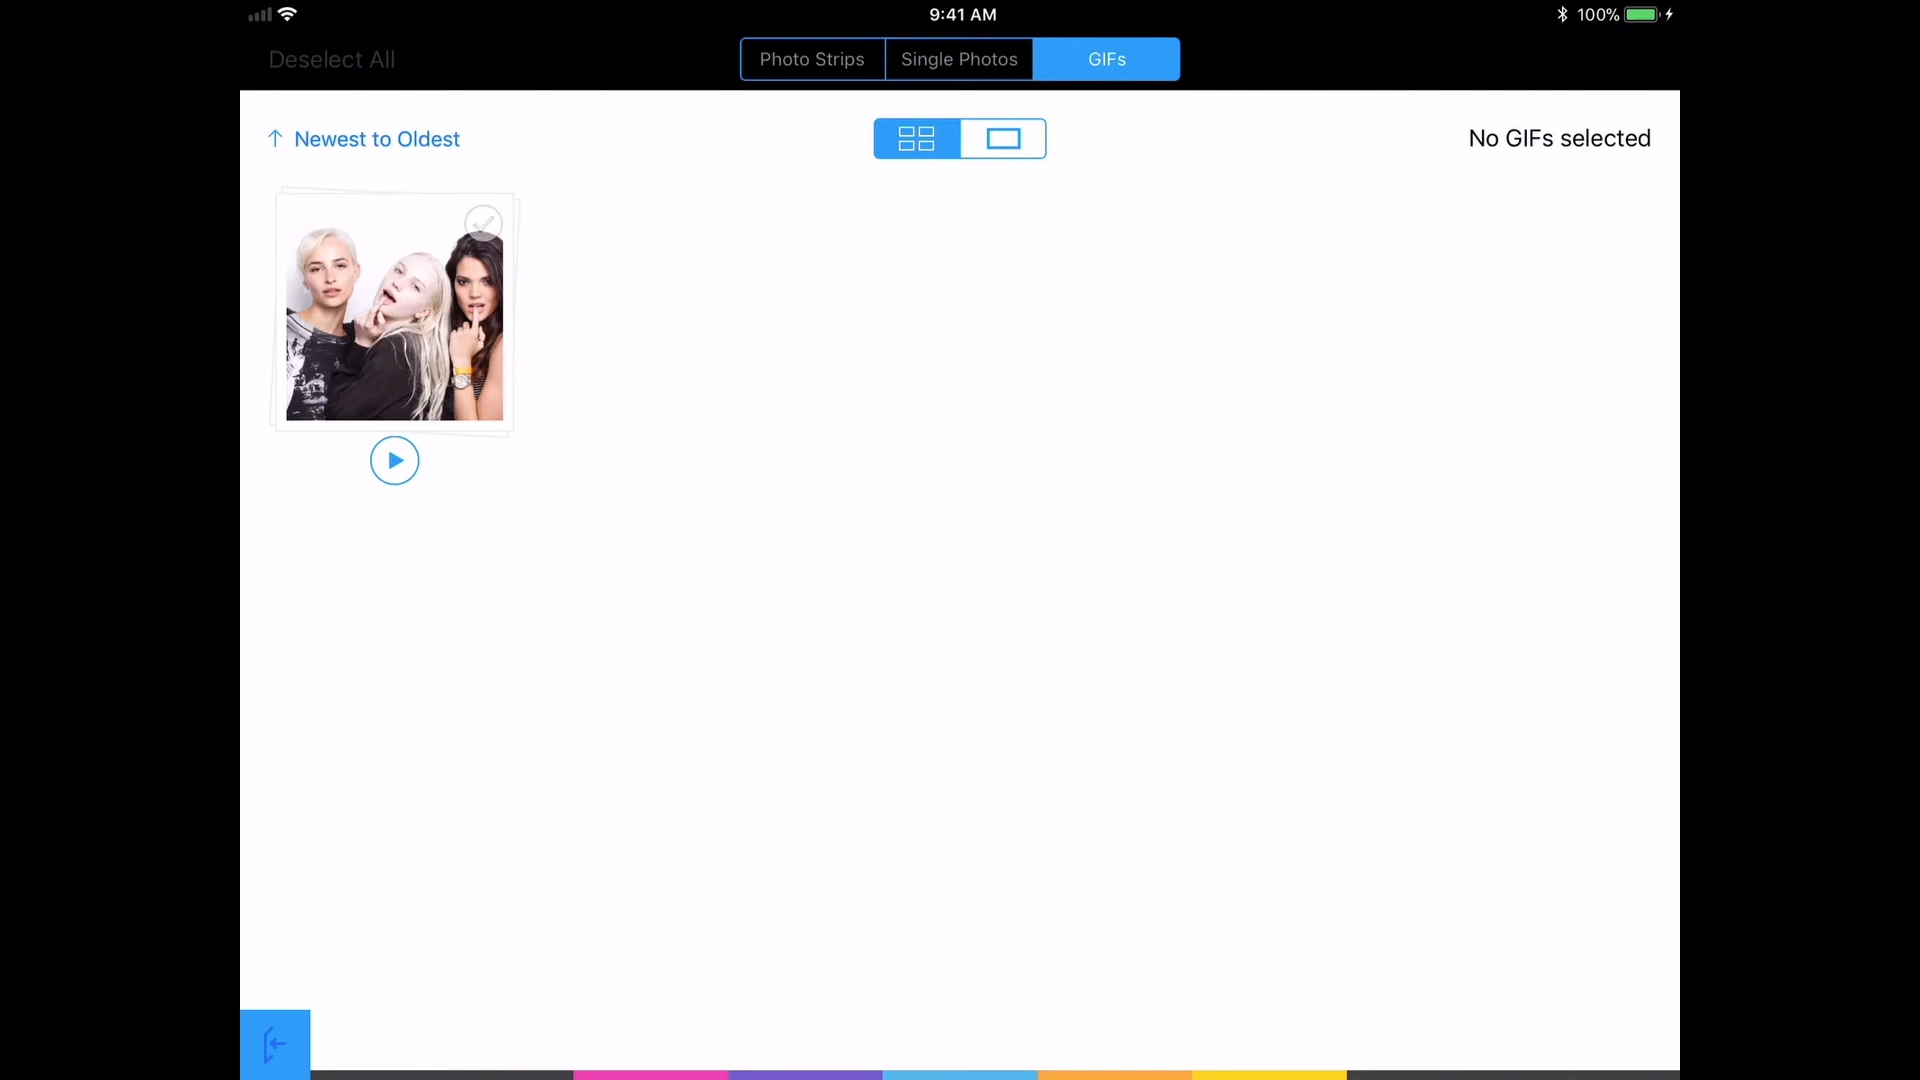 9:41 AM
100%
Deselect All
Photo Strips
Single Photos
GIFs
Newest to Oldest
No GIFs selected